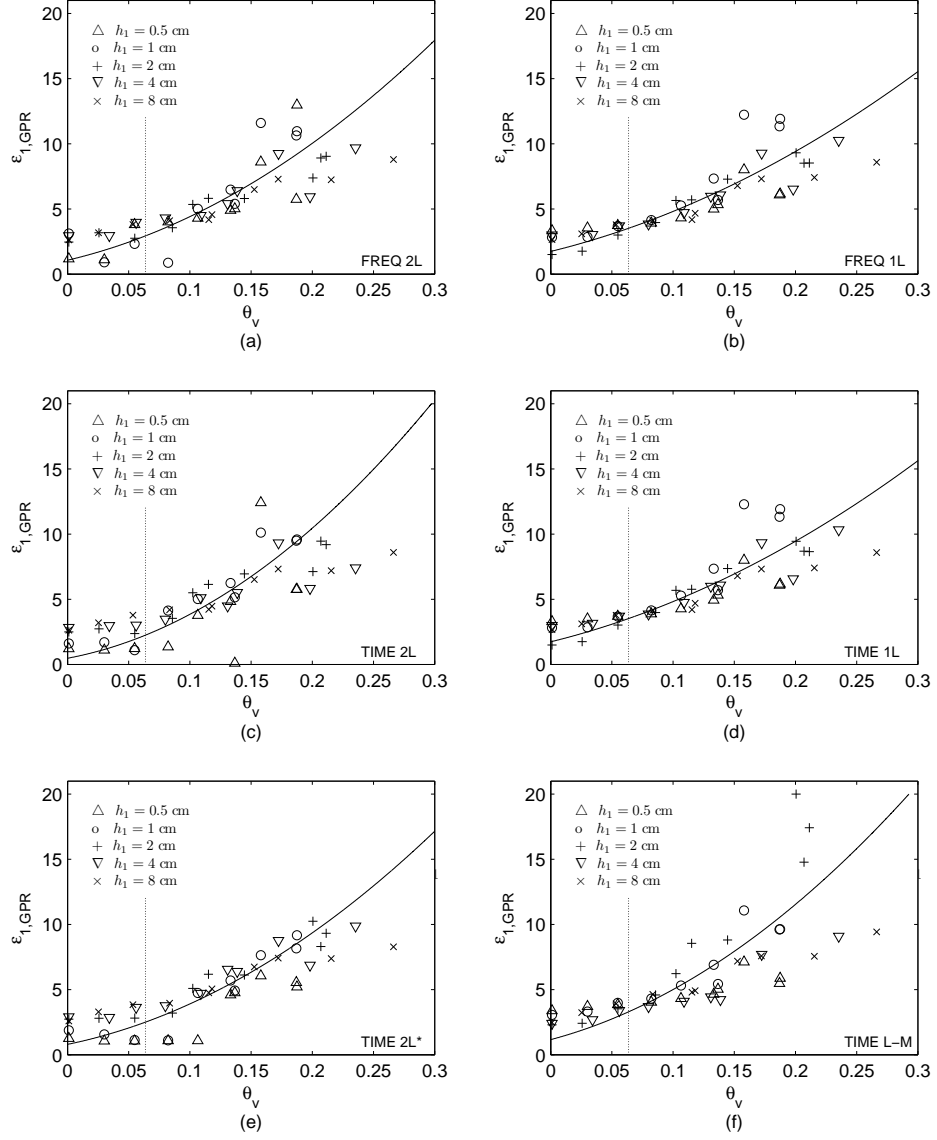 20
15
10
5
0
ε1,GPR
△ h₁ = 0.5 cm
○ h₁ = 1 cm
+ h₁ = 2 cm
▽ h₁ = 4 cm
× h₁ = 8 cm
FREQ 2L
0 0.05 0.1 0.15 0.2 0.25 0.3
θv
(a)
20
15
10
5
0
ε1,GPR
△ h₁ = 0.5 cm
○ h₁ = 1 cm
+ h₁ = 2 cm
▽ h₁ = 4 cm
× h₁ = 8 cm
FREQ 1L
0 0.05 0.1 0.15 0.2 0.25 0.3
θv
(b)
20
15
10
5
0
ε1,GPR
△ h₁ = 0.5 cm
○ h₁ = 1 cm
+ h₁ = 2 cm
▽ h₁ = 4 cm
× h₁ = 8 cm
TIME 2L
0 0.05 0.1 0.15 0.2 0.25 0.3
θv
(c)
20
15
10
5
0
ε1,GPR
△ h₁ = 0.5 cm
○ h₁ = 1 cm
+ h₁ = 2 cm
▽ h₁ = 4 cm
× h₁ = 8 cm
TIME 1L
0 0.05 0.1 0.15 0.2 0.25 0.3
θv
(d)
20
15
10
5
0
ε1,GPR
△ h₁ = 0.5 cm
○ h₁ = 1 cm
+ h₁ = 2 cm
▽ h₁ = 4 cm
× h₁ = 8 cm
TIME 2L*
0 0.05 0.1 0.15 0.2 0.25 0.3
θv
(e)
20
15
10
5
0
ε1,GPR
△ h₁ = 0.5 cm
○ h₁ = 1 cm
+ h₁ = 2 cm
▽ h₁ = 4 cm
× h₁ = 8 cm
TIME L−M
0 0.05 0.1 0.15 0.2 0.25 0.3
θv
(f)